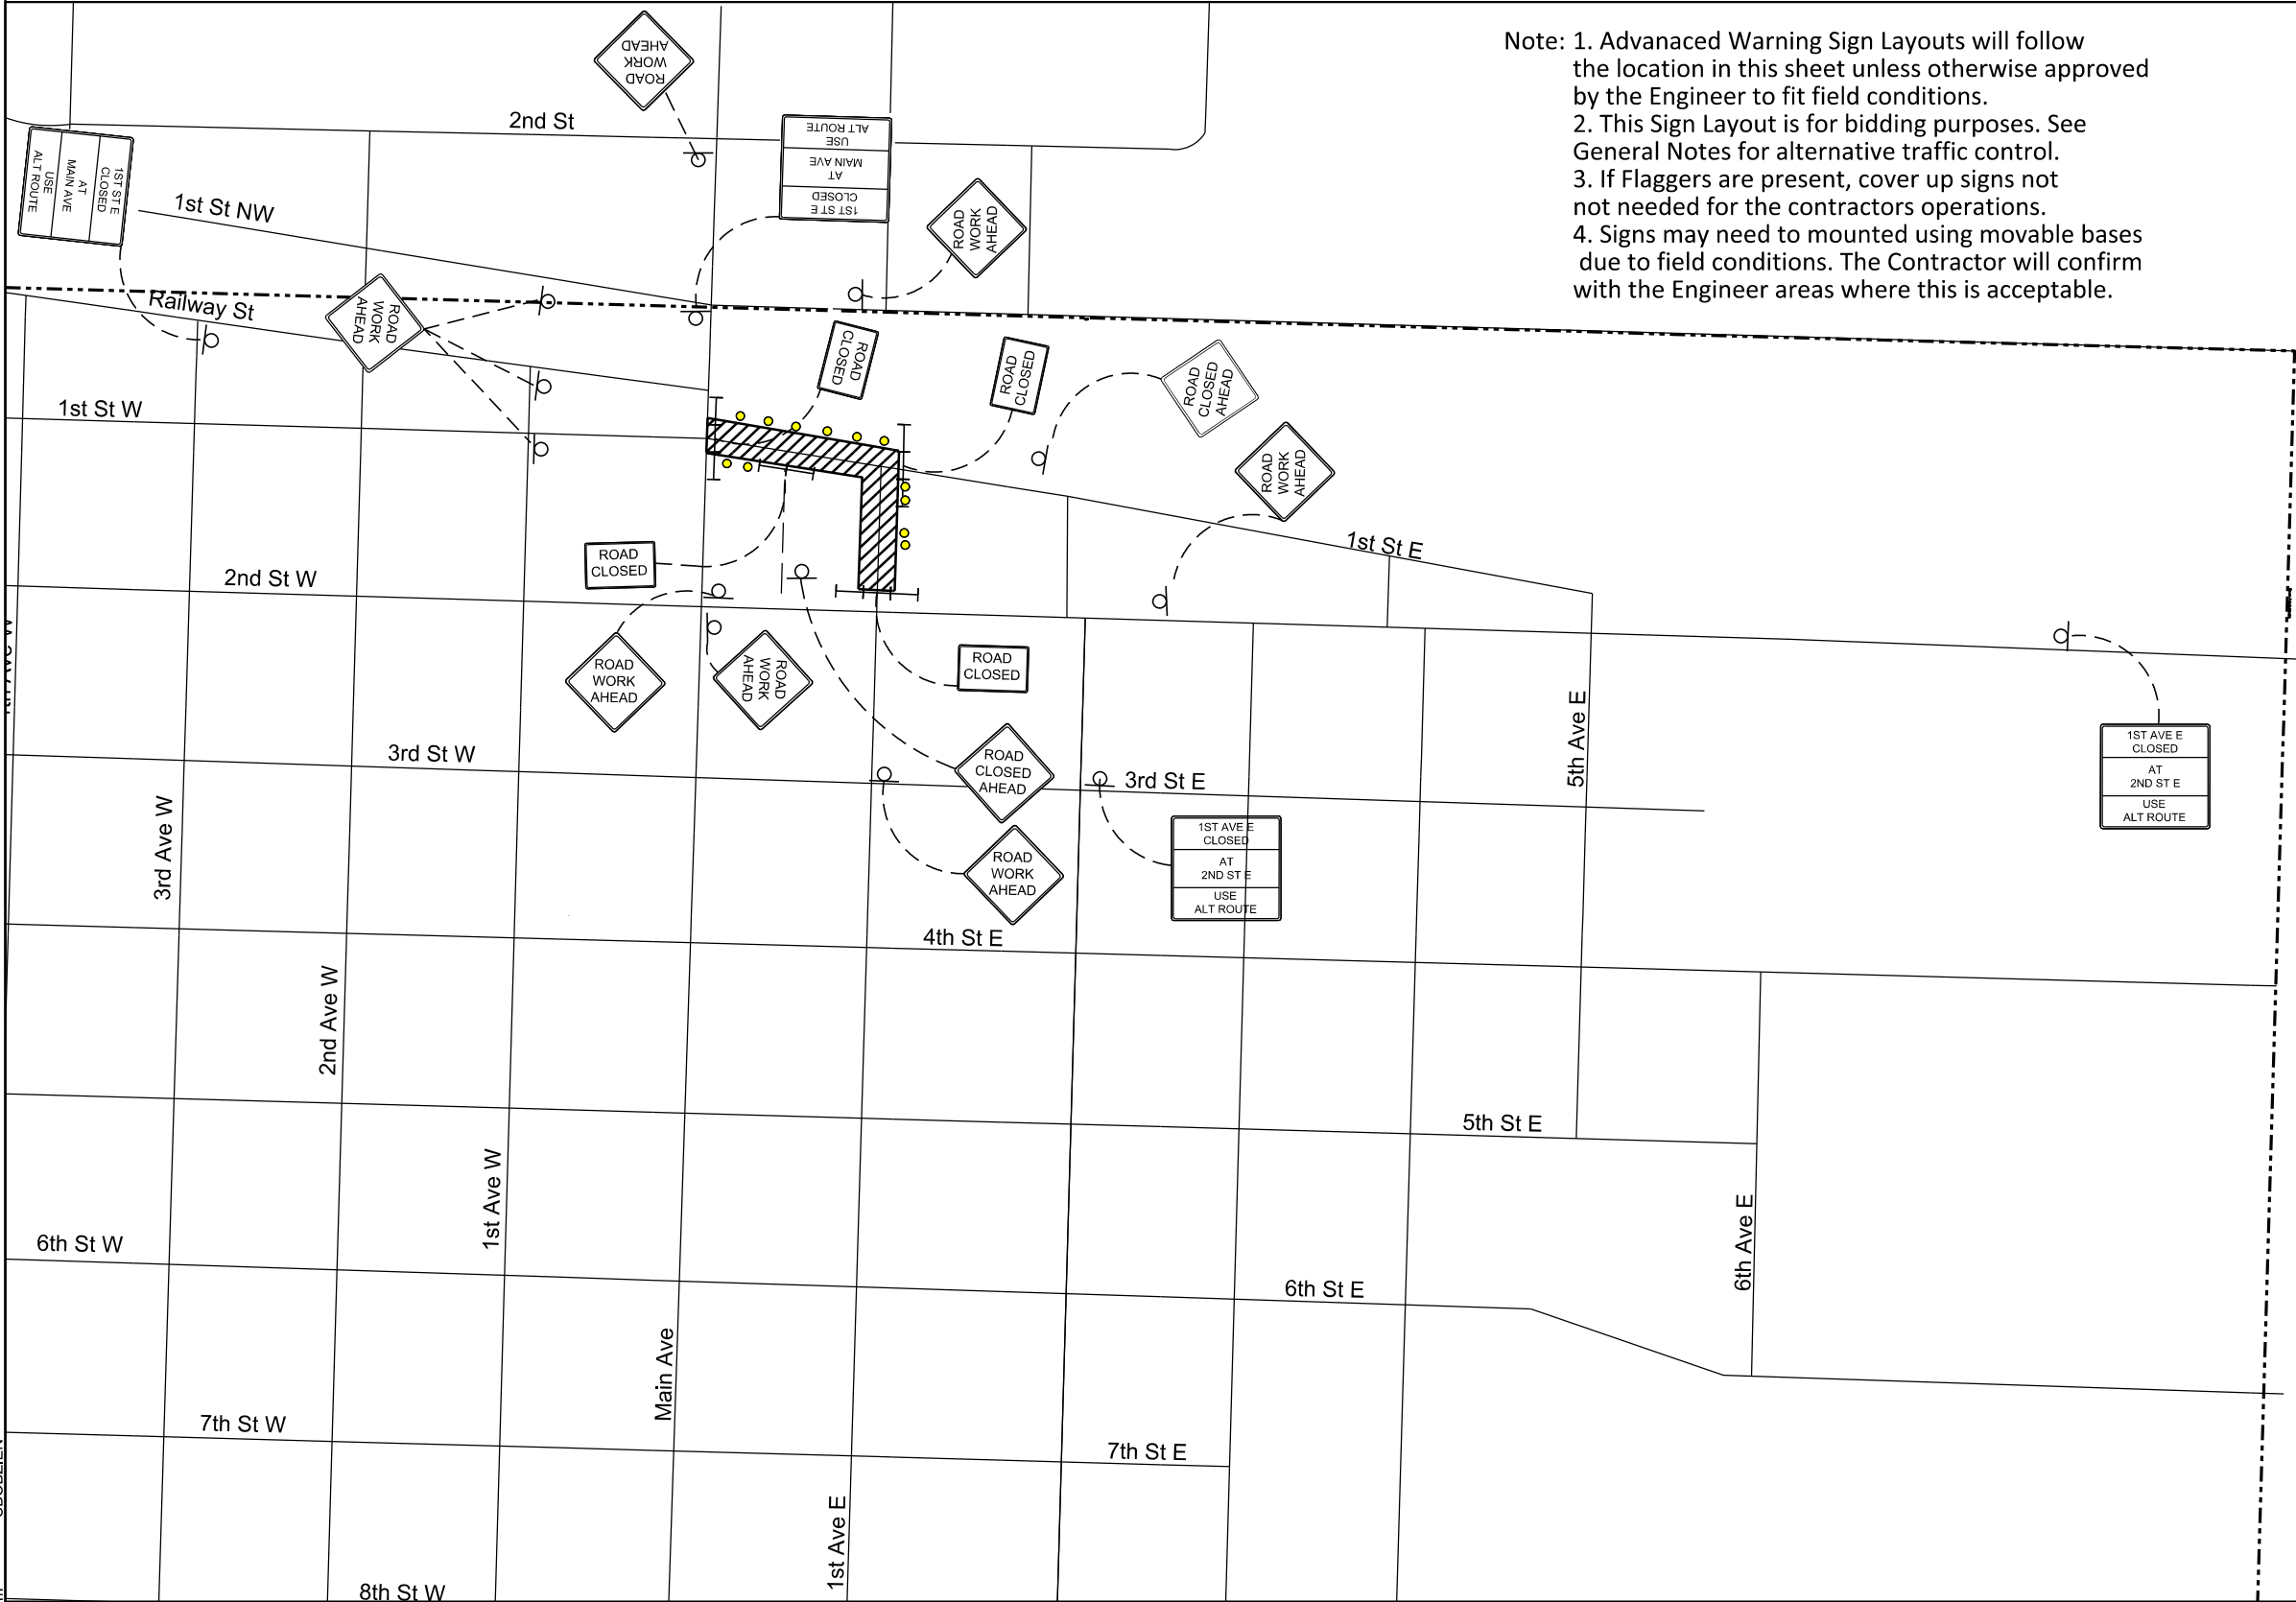 Note: 1. Advanaced Warning Sign Layouts will follow
the location in this sheet unless otherwise approved
by the Engineer to fit field conditions.
2. This Sign Layout is for bidding purposes. See
General Notes for alternative traffic control.
3. If Flaggers are present, cover up signs not
not needed for the contractors operations.
4. Signs may need to mounted using movable bases
due to field conditions. The Contractor will confirm
with the Engineer areas where this is acceptable.
ROAD
WORK
AHEAD
2nd St
1ST ST E
CLOSED
AT
MAIN AVE
USE
ALT ROUTE
1ST ST E
CLOSED
AT
MAIN AVE
USE
ALT ROUTE
1st St NW
ROAD
WORK
AHEAD
Railway St
ROAD
WORK
AHEAD
ROAD
CLOSED
ROAD
CLOSED
ROAD
CLOSED
AHEAD
1st St W
ROAD
WORK
AHEAD
1st St E
ROAD
CLOSED
2nd St W
ROAD
WORK
AHEAD
ROAD
WORK
AHEAD
ROAD
CLOSED
5th Ave E
1ST AVE E
CLOSED
AT
2ND ST E
USE
ALT ROUTE
3rd St W
ROAD
CLOSED
AHEAD
3rd St E
3rd Ave W
ROAD
WORK
AHEAD
1ST AVE E
CLOSED
AT
2ND ST E
USE
ALT ROUTE
4th St E
2nd Ave W
5th St E
1st Ave W
6th St W
6th Ave E
6th St E
Main Ave
7th St W
7th St E
1st Ave E
8th St W